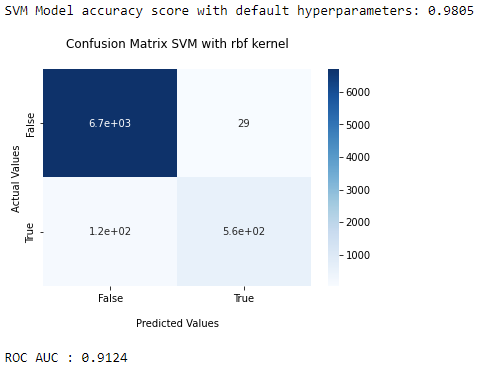 SVM Model accuracy score with default hyperparameters: 0.9805
Confusion Matrix SVM with rbf kernel
Actual Values
False
True
6.7e+03 29
1.2e+02 5.6e+02
False True
Predicted Values
6000
5000
4000
3000
2000
1000
ROC AUC : 0.9124